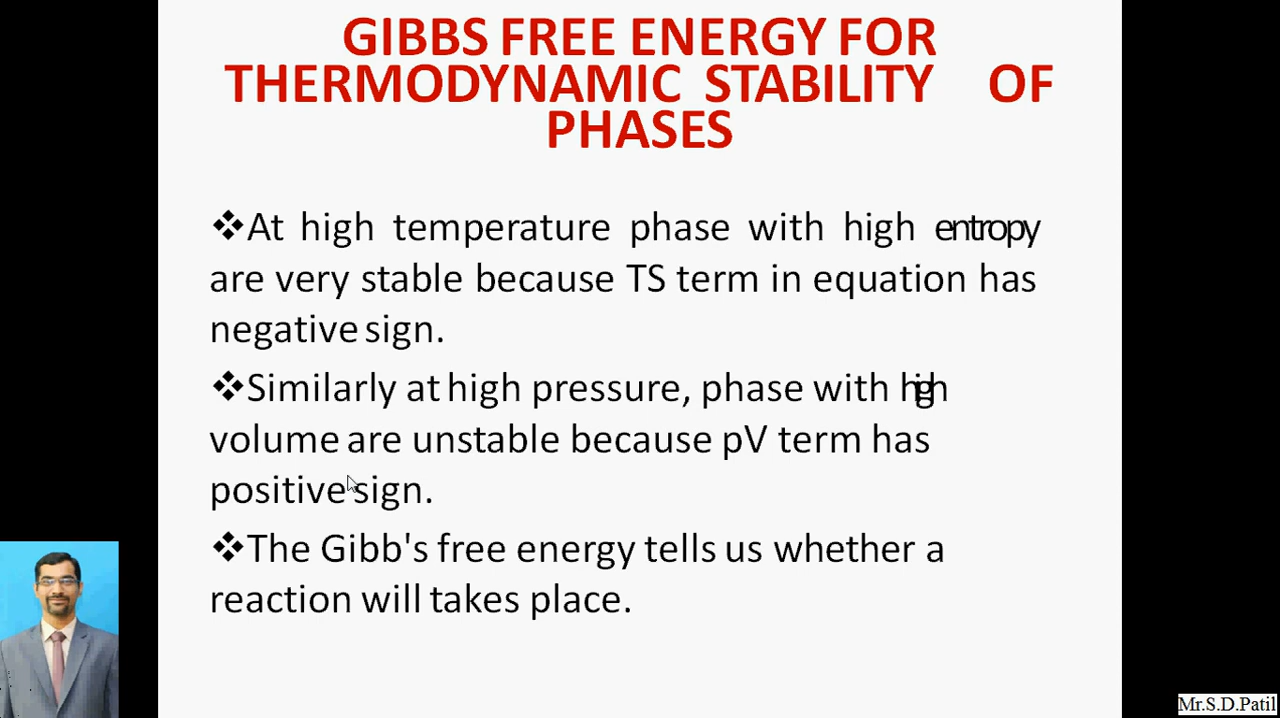 GIBBS FREE ENERGY FOR
THERMODYNAMIC STABILITY OF
PHASES
❖At high temperature phase with high entropy
are very stable because TS term in equation has
negative sign.
❖Similarly at high pressure, phase with high
volume are unstable because pV term has
positive sign.
❖The Gibb's free energy tells us whether a
reaction will takes place.
Mr.S.D.Patil